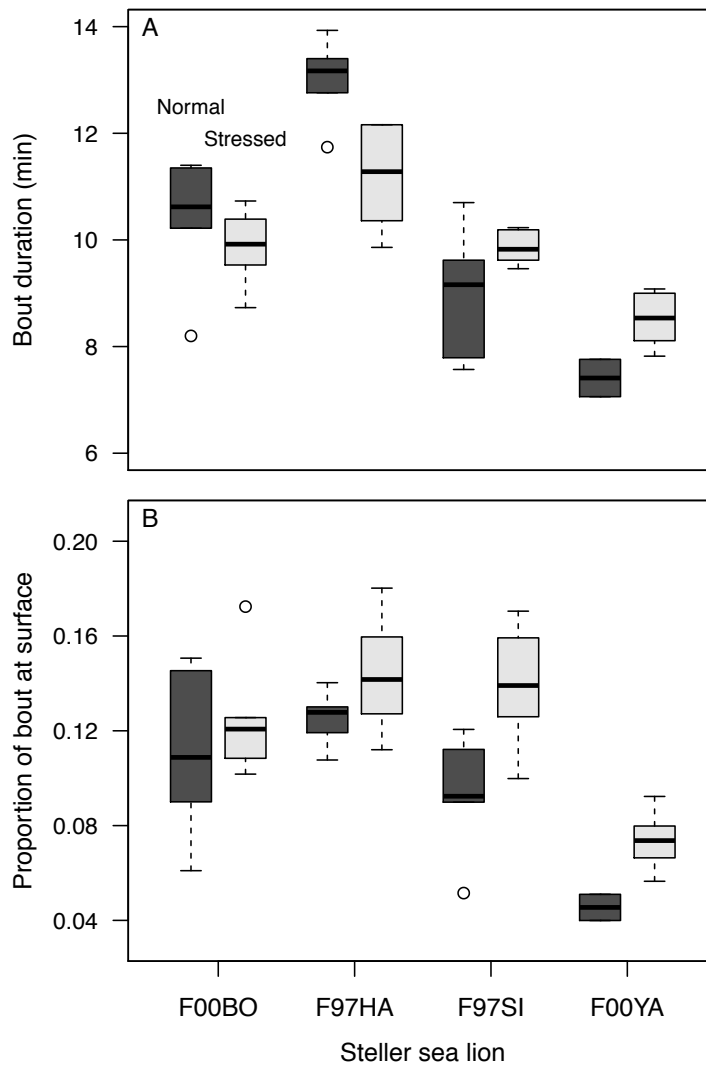 A
Normal
Stressed
Bout duration (min)
14
12
10
8
6
B
Proportion of bout at surface
0.20
0.16
0.12
0.08
0.04
F00BO F97HA F97SI F00YA
Steller sea lion